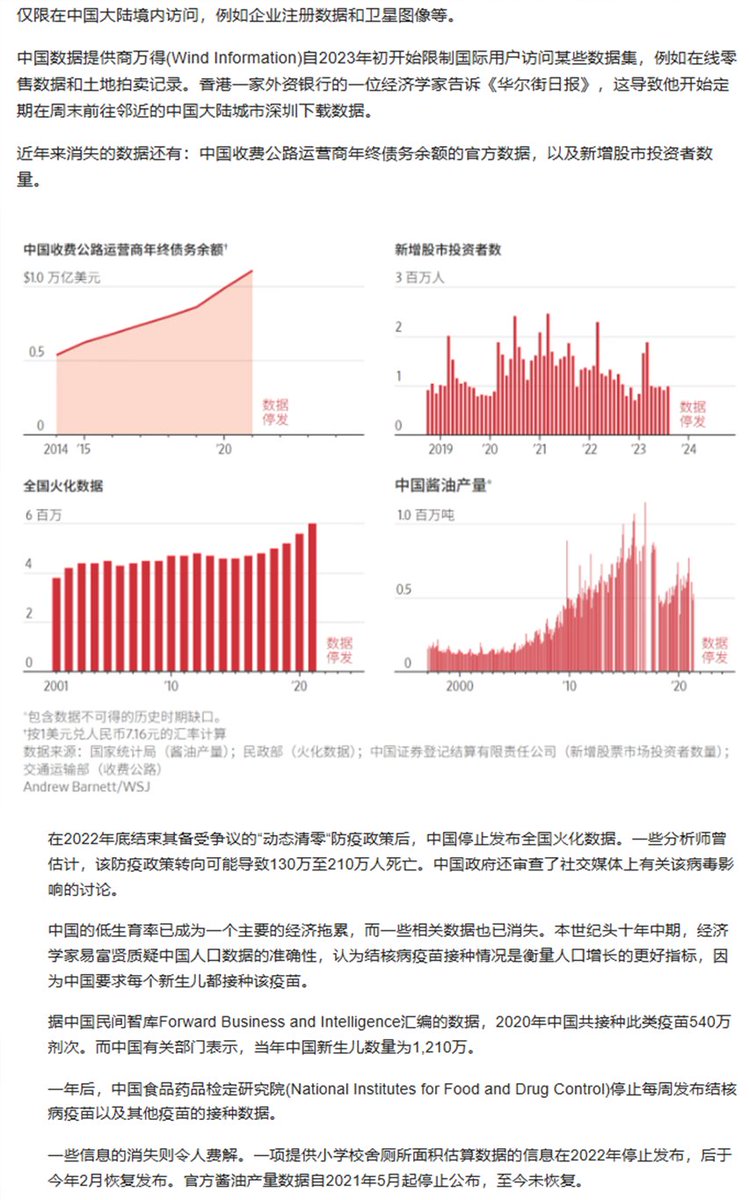 仅限在中国大陆境内访问，例如企业注册数据和卫星图像等。
中国数据提供商万得(Wind Information)自2023年初开始限制国际用户访问某些数据集，例如在线零
售数据和土地拍卖记录。香港一家外资银行的一位经济学家告诉《华尔街日报》，这导致他开始定
期在周末前往邻近的中国大陆城市深圳下载数据。
近年来消失的数据还有：中国收费公路运营商年终债务余额的官方数据，以及新增股市投资者数
量。
中国收费公路运营商年终债务余额†
$1.0 万亿美元
0.5
0
数据
停发
2014 '15 '20
新增股市投资者数
3 百万人
2
1
0
数据
停发
2019 '20 '21 '22 '23 '24
全国火化数据
6 百万
4
2
0
数据
停发
2001 '10 '20
中国酱油产量*
1.0 百万吨
0.5
0
数据
停发
2000 '10 '20
*包含数据不可得的历史时期缺口。
†按1美元兑人民币7.16元的汇率计算
数据来源：国家统计局（酱油产量）；民政部（火化数据）；中国证券登记结算有限责任公司（新增股票市场投资者数量）；
交通运输部（收费公路）
Andrew Barnett/WSJ
在2022年底结束其备受争议的“动态清零“防疫政策后，中国停止发布全国火化数据。一些分析师曾
估计，该防疫政策转向可能导致130万至210万人死亡。中国政府还审查了社交媒体上有关该病毒影
响的讨论。
中国的低生育率已成为一个主要的经济拖累，而一些相关数据也已消失。本世纪头十年中期，经济
学家易富贤质疑中国人口数据的准确性，认为结核病疫苗接种情况是衡量人口增长的更好指标，因
为中国要求每个新生儿都接种该疫苗。
据中国民间智库Forward Business and Intelligence汇编的数据，2020年中国共接种此类疫苗540万
剂次。而中国有关部门表示，当年中国新生儿数量为1,210万。
一年后，中国食品药品检定研究院(National Institutes for Food and Drug Control)停止每周发布结核
病疫苗以及其他疫苗的接种数据。
一些信息的消失则令人费解。一项提供小学校舍厕所面积估算数据的信息在2022年停止发布，后于
今年2月恢复发布。官方酱油产量数据自2021年5月起停止公布，至今未恢复。